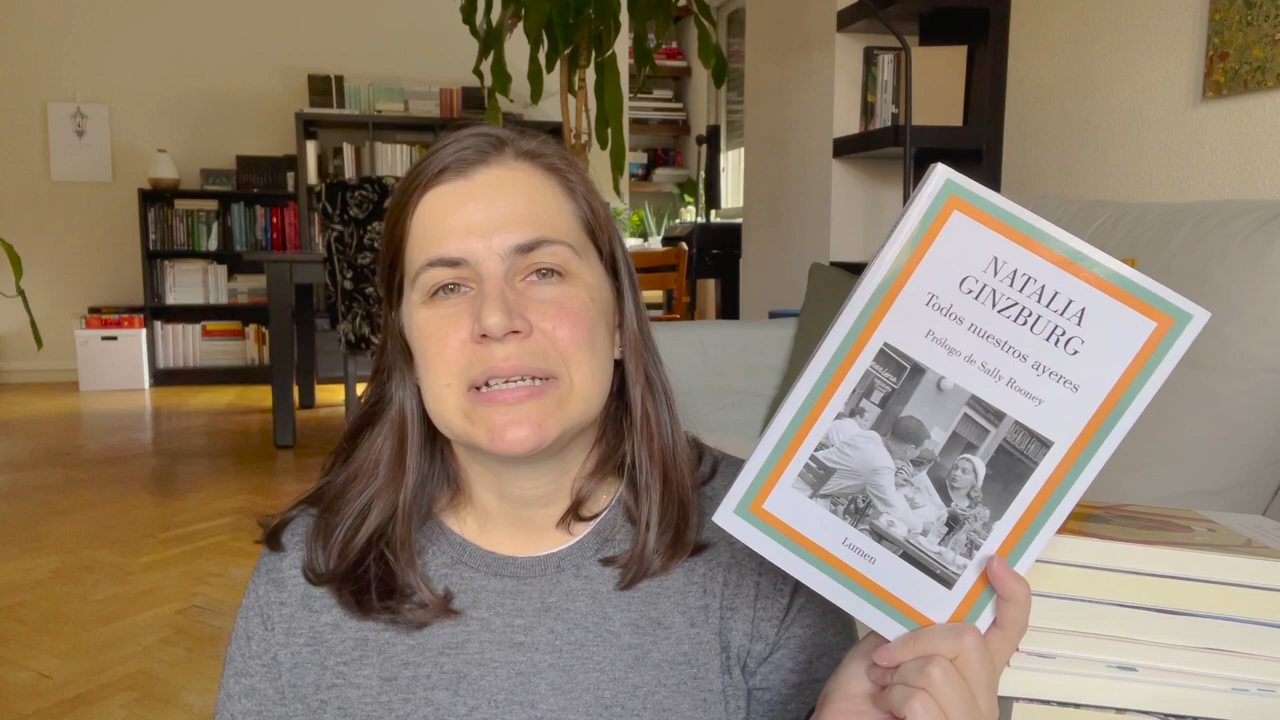 NATALIA
GINZBURG
Todos nuestros ayeres
Prólogo de Sally Rooney
Lumen